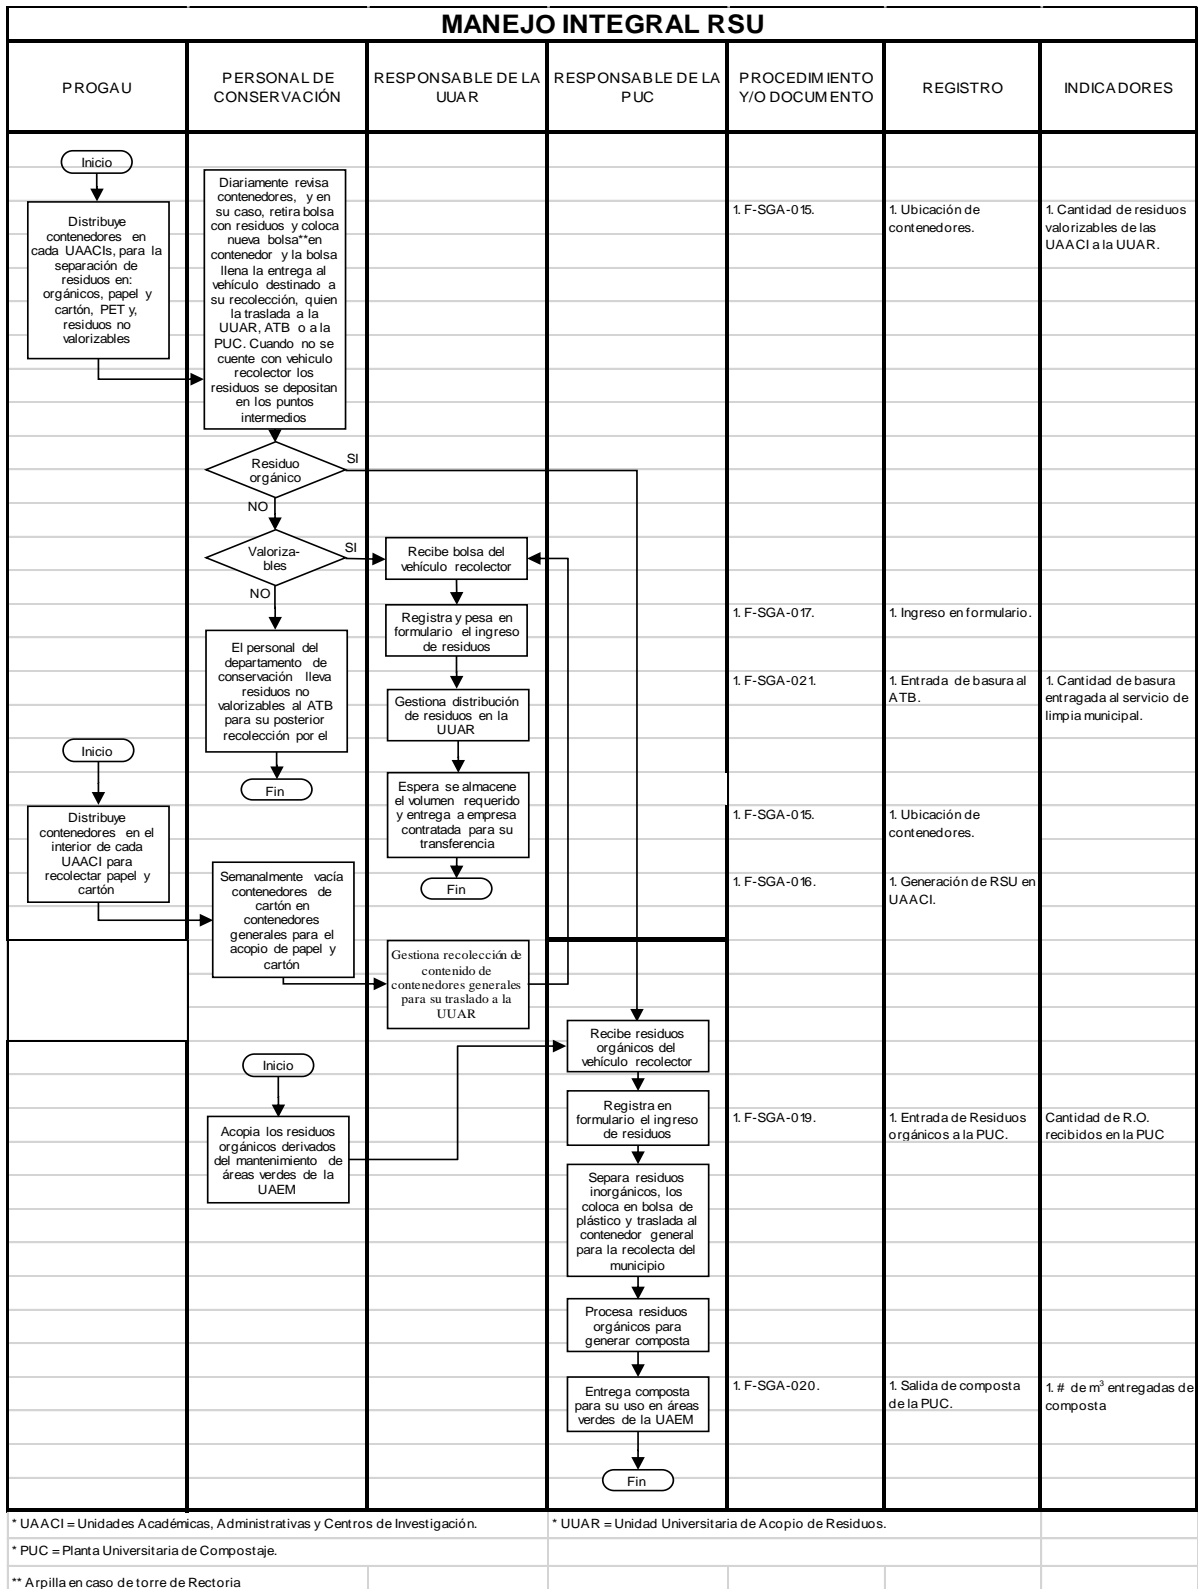 MANEJO INTEGRAL RSU
PROGAU
PERSONAL DE
CONSERVACIÓN
RESPONSABLE DE LA
UUAR
RESPONSABLE DE LA
PUC
PROCEDIMIENTO
Y/O DOCUMENTO
REGISTRO
INDICADORES
Inicio
Distribuye
contenedores en
cada UAACIs, para la
separación de
residuos en:
orgánicos, papel y
cartón, PET y,
residuos no
valorizables
Diariamente revisa
contenedores, y en
su caso, retira bolsa
con residuos y coloca
nueva bolsa**en
contenedor y la bolsa
llena la entrega al
vehículo destinado a
su recolección, quien
la traslada a la
UUAR, ATB o a la
PUC. Cuando no se
cuente con vehiculo
recolector los
residuos se depositan
en los puntos
intermedios
1. F-SGA-015.
1. Ubicación de
contenedores.
1. Cantidad de residuos
valorizables de las
UAACI a la UUAR.
Residuo
orgánico
SI
NO
Valoriza-
bles
SI
NO
Recibe bolsa del
vehículo recolector
Registra y pesa en
formulario el ingreso
de residuos
1. F-SGA-017.
1. Ingreso en formulario.
El personal del
departamento de
conservación lleva
residuos no
valorizables al ATB
para su posterior
recolección por el
Fin
Gestiona distribución
de residuos en la
UUAR
1. F-SGA-021.
1. Entrada de basura al
ATB.
1. Cantidad de basura
entragada al servicio de
limpia municipal.
Espera se almacene
el volumen requerido
y entrega a empresa
contratada para su
transferencia
Fin
Inicio
Distribuye
contenedores en el
interior de cada
UAACI para
recolectar papel y
cartón
1. F-SGA-015.
1. Ubicación de
contenedores.
Semanalmente vacía
contenedores de
cartón en
contenedores
generales para el
acopio de papel y
cartón
1. F-SGA-016.
1. Generación de RSU en
UAACI.
Gestiona recolección de
contenido de
contenedores generales
para su traslado a la
UUAR
Recibe residuos
orgánicos del
vehículo recolector
Inicio
Acopia los residuos
orgánicos derivados
del mantenimiento de
áreas verdes de la
UAEM
Registra en
formulario el ingreso
de residuos
1. F-SGA-019.
1. Entrada de Residuos
orgánicos a la PUC.
Cantidad de R.O.
recibidos en la PUC
Separa residuos
inorgánicos, los
coloca en bolsa de
plástico y traslada al
contenedor general
para la recolecta del
municipio
Procesa residuos
orgánicos para
generar composta
Entrega composta
para su uso en áreas
verdes de la UAEM
1. F-SGA-020.
1. Salida de composta
de la PUC.
1. # de m³ entregadas de
composta
Fin
* UAACI = Unidades Académicas, Administrativas y Centros de Investigación.
* UUAR = Unidad Universitaria de Acopio de Residuos.
* PUC = Planta Universitaria de Compostaje.
** Arpilla en caso de torre de Rectoria